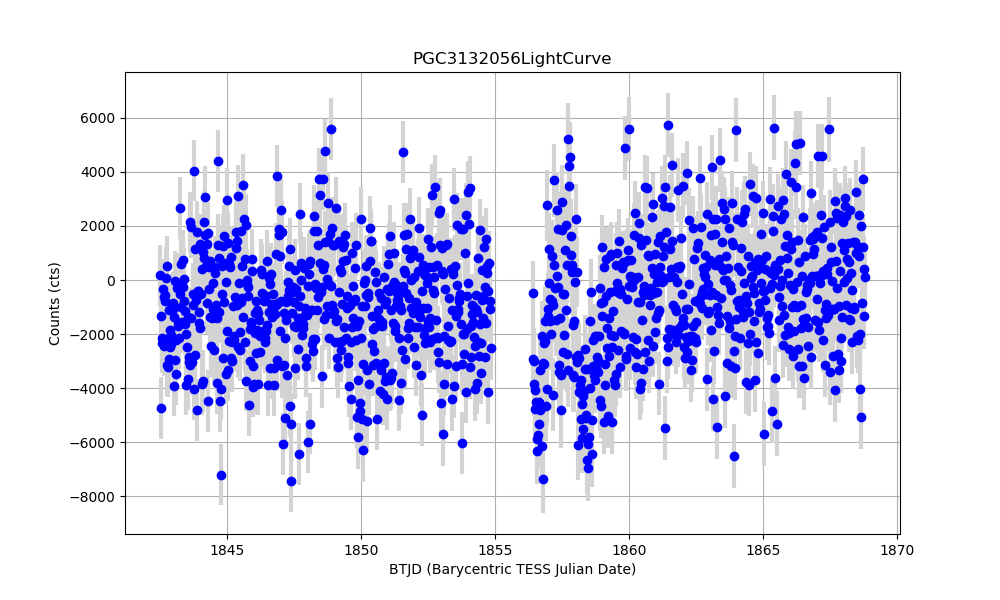 PGC3132056LightCurve
6000
4000
2000
0
−2000
−4000
−6000
−8000
Counts (cts)
1845 1850 1855 1860 1865 1870
BTJD (Barycentric TESS Julian Date)